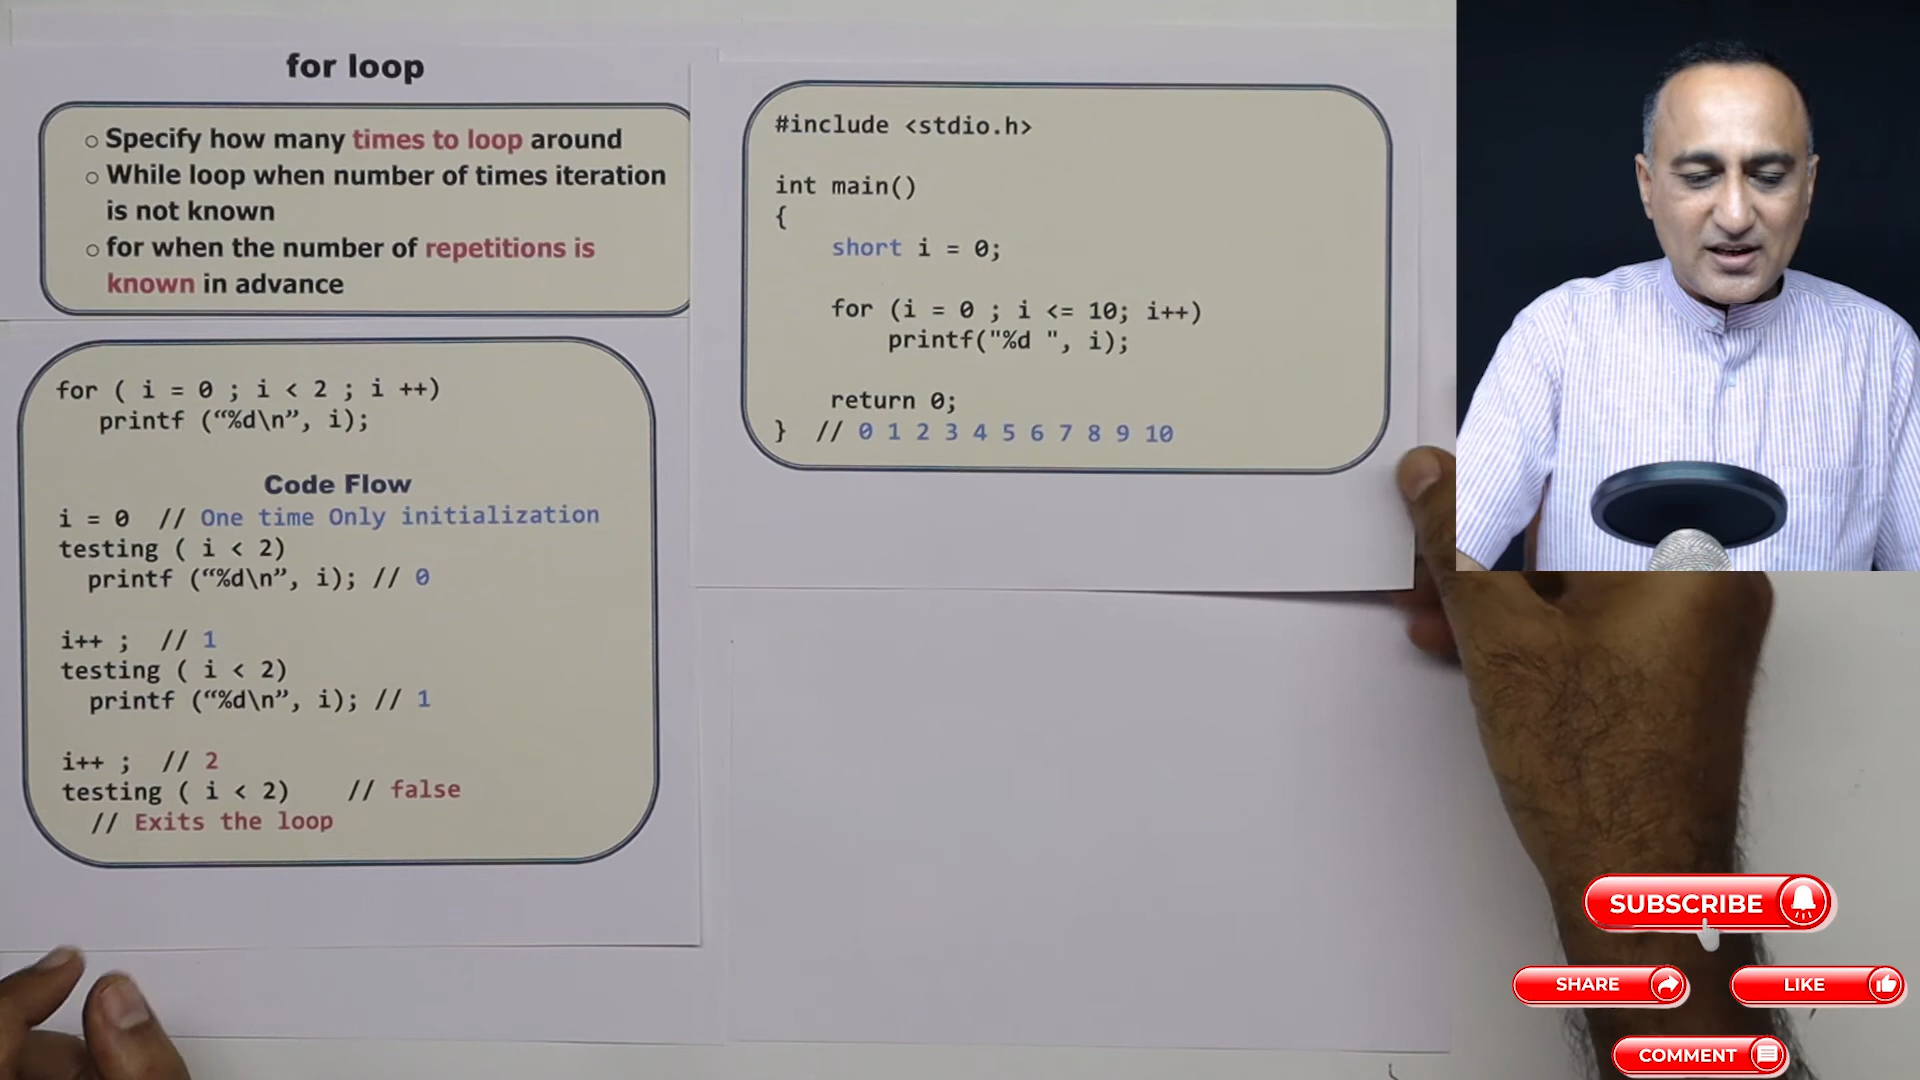 for loop
○ Specify how many times to loop around
○ While loop when number of times iteration
is not known
○ for when the number of repetitions is
known in advance
for ( i = 0 ; i < 2 ; i ++)
printf (“%d\n”, i);
Code Flow
i = 0 // One time Only initialization
testing ( i < 2)
printf (“%d\n”, i); // 0
i++ ; // 1
testing ( i < 2)
printf (“%d\n”, i); // 1
i++ ; // 2
testing ( i < 2) // false
// Exits the loop
#include <stdio.h>
int main()
{
short i = 0;
for (i = 0 ; i <= 10; i++)
printf("%d ", i);
return 0;
} // 0 1 2 3 4 5 6 7 8 9 10
SUBSCRIBE
SHARE
LIKE
COMMENT